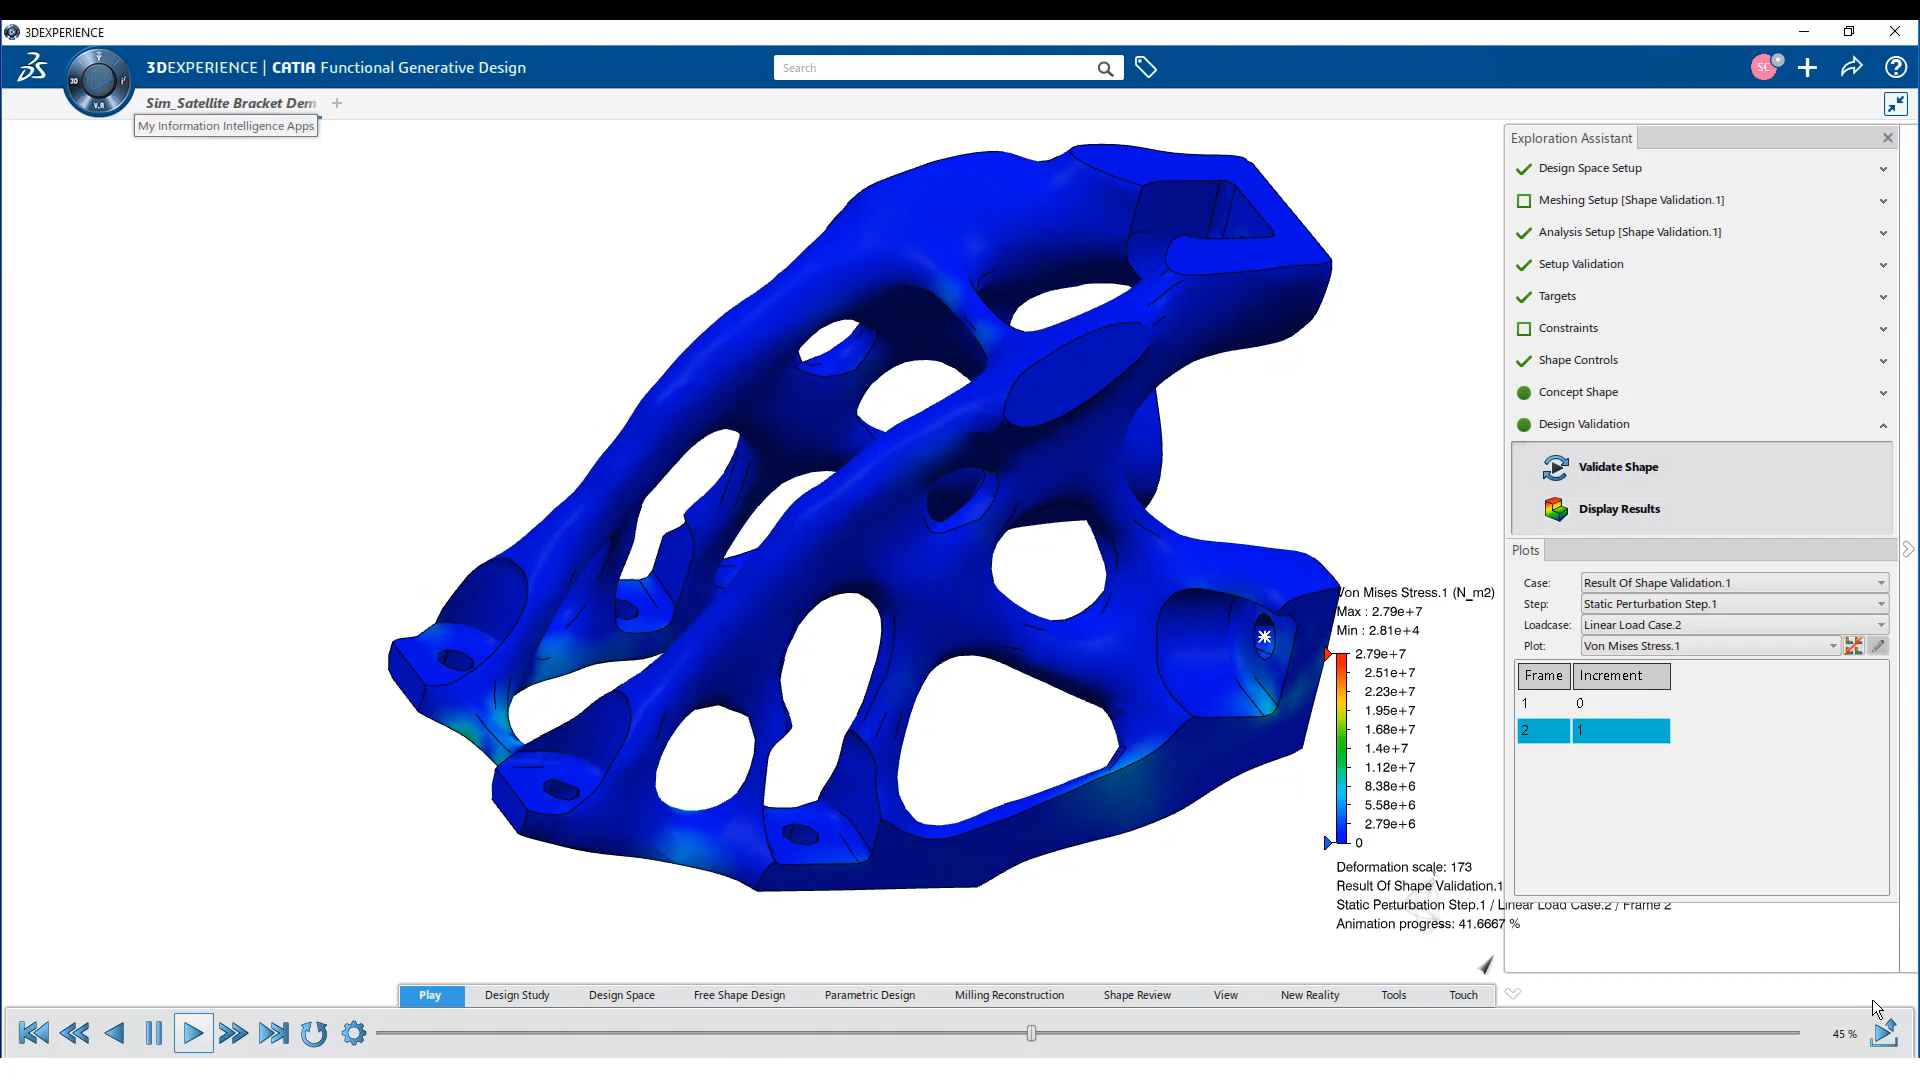 3DEXPERIENCE
3DEXPERIENCE | CATIA Functional Generative Design
Search
SC
3D
V.R
Sim_Satellite Bracket Dem
My Information Intelligence Apps
Exploration Assistant
Design Space Setup
Meshing Setup [Shape Validation.1]
Analysis Setup [Shape Validation.1]
Setup Validation
Targets
Constraints
Shape Controls
Concept Shape
Design Validation
Validate Shape
Display Results
Plots
Case: Result Of Shape Validation.1
Step: Static Perturbation Step.1
Loadcase: Linear Load Case.2
Plot: Von Mises Stress.1
Frame Increment
1 0
2 1
Von Mises Stress.1 (N_m2)
Max : 2.79e+7
Min : 2.81e+4
2.79e+7
2.51e+7
2.23e+7
1.95e+7
1.68e+7
1.4e+7
1.12e+7
8.38e+6
5.58e+6
2.79e+6
0
Deformation scale: 173
Result Of Shape Validation.1
Static Perturbation Step.1 / Linear Load Case.2 / Frame 2
Animation progress: 41.6667 %
Play Design Study Design Space Free Shape Design Parametric Design Milling Reconstruction Shape Review View New Reality Tools Touch
45 %